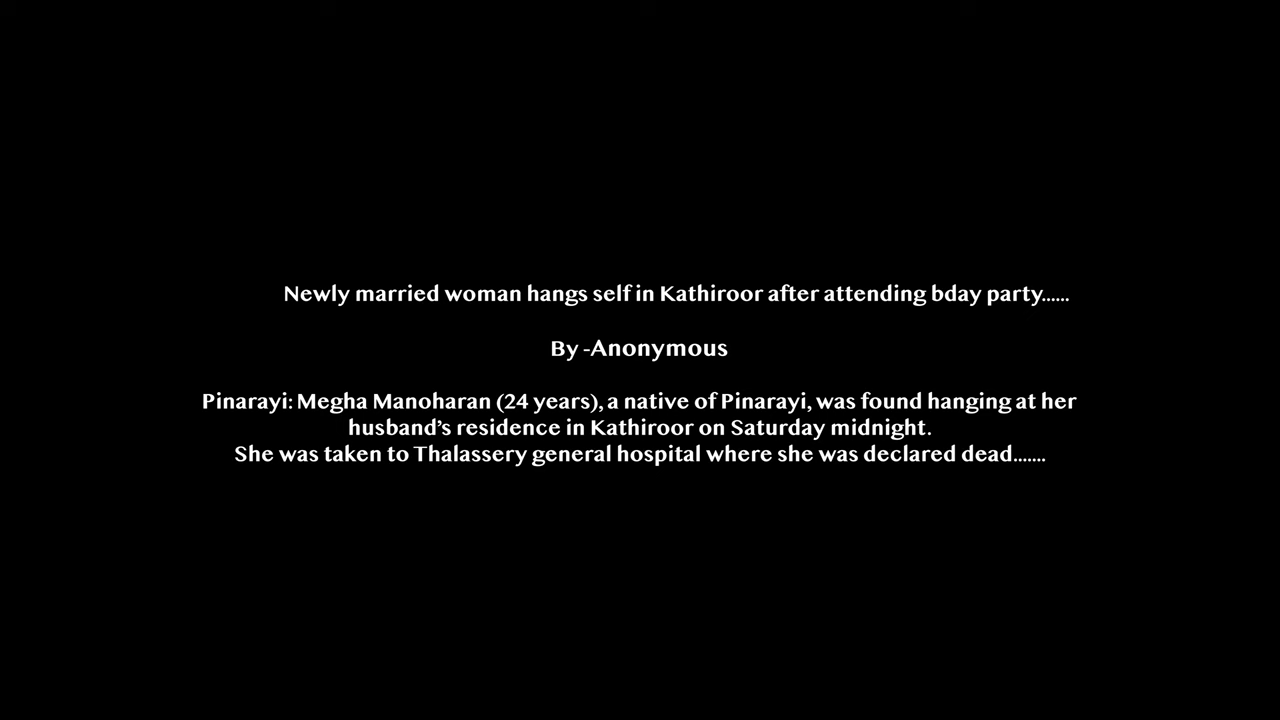 Newly married woman hangs self in Kathiroor after attending bday party......
By -Anonymous
Pinarayi: Megha Manoharan (24 years), a native of Pinarayi, was found hanging at her
husband's residence in Kathiroor on Saturday midnight.
She was taken to Thalassery general hospital where she was declared dead.......